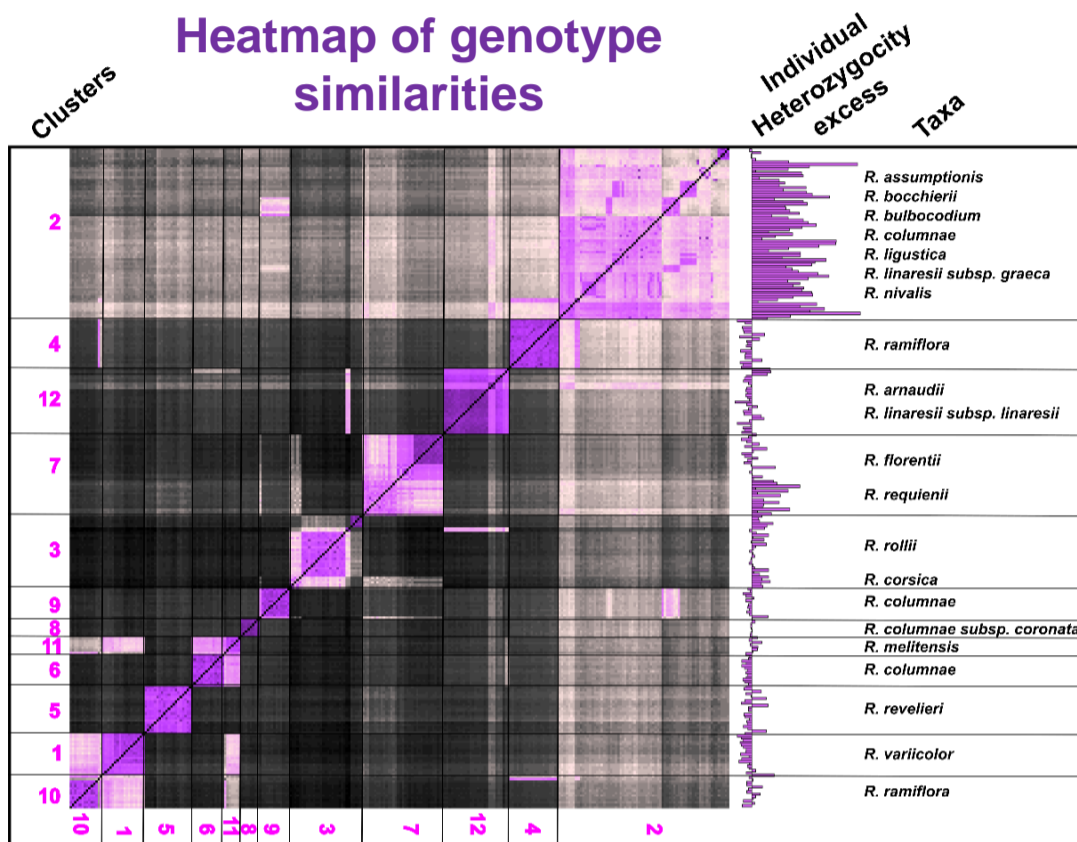 Heatmap of genotype
similarities
Clusters
Individual
Heterozygocity
excess
Taxa
2
R. assumptionis
R. bocchierii
R. bulbocodium
R. columnae
R. ligustica
R. linaresii subsp. graeca
R. nivalis
4
R. ramiflora
12
R. arnaudii
R. linaresii subsp. linaresii
7
R. florentii
R. requienii
3
R. rollii
R. corsica
9
R. columnae
8
R. columnae subsp. coronata
11
R. melitensis
6
R. columnae
5
R. revelieri
1
R. variicolor
10
R. ramiflora
10 1 5 6 11 8 9 3 7 12 4 2